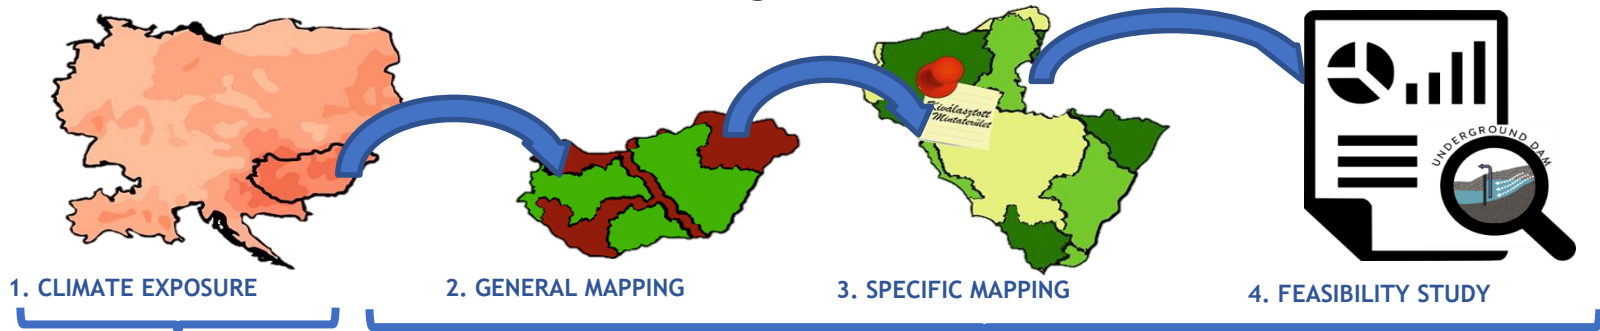 Kiválasztott
Mintaterület
UNDERGROUND DAM
1. CLIMATE EXPOSURE
2. GENERAL MAPPING
3. SPECIFIC MAPPING
4. FEASIBILITY STUDY